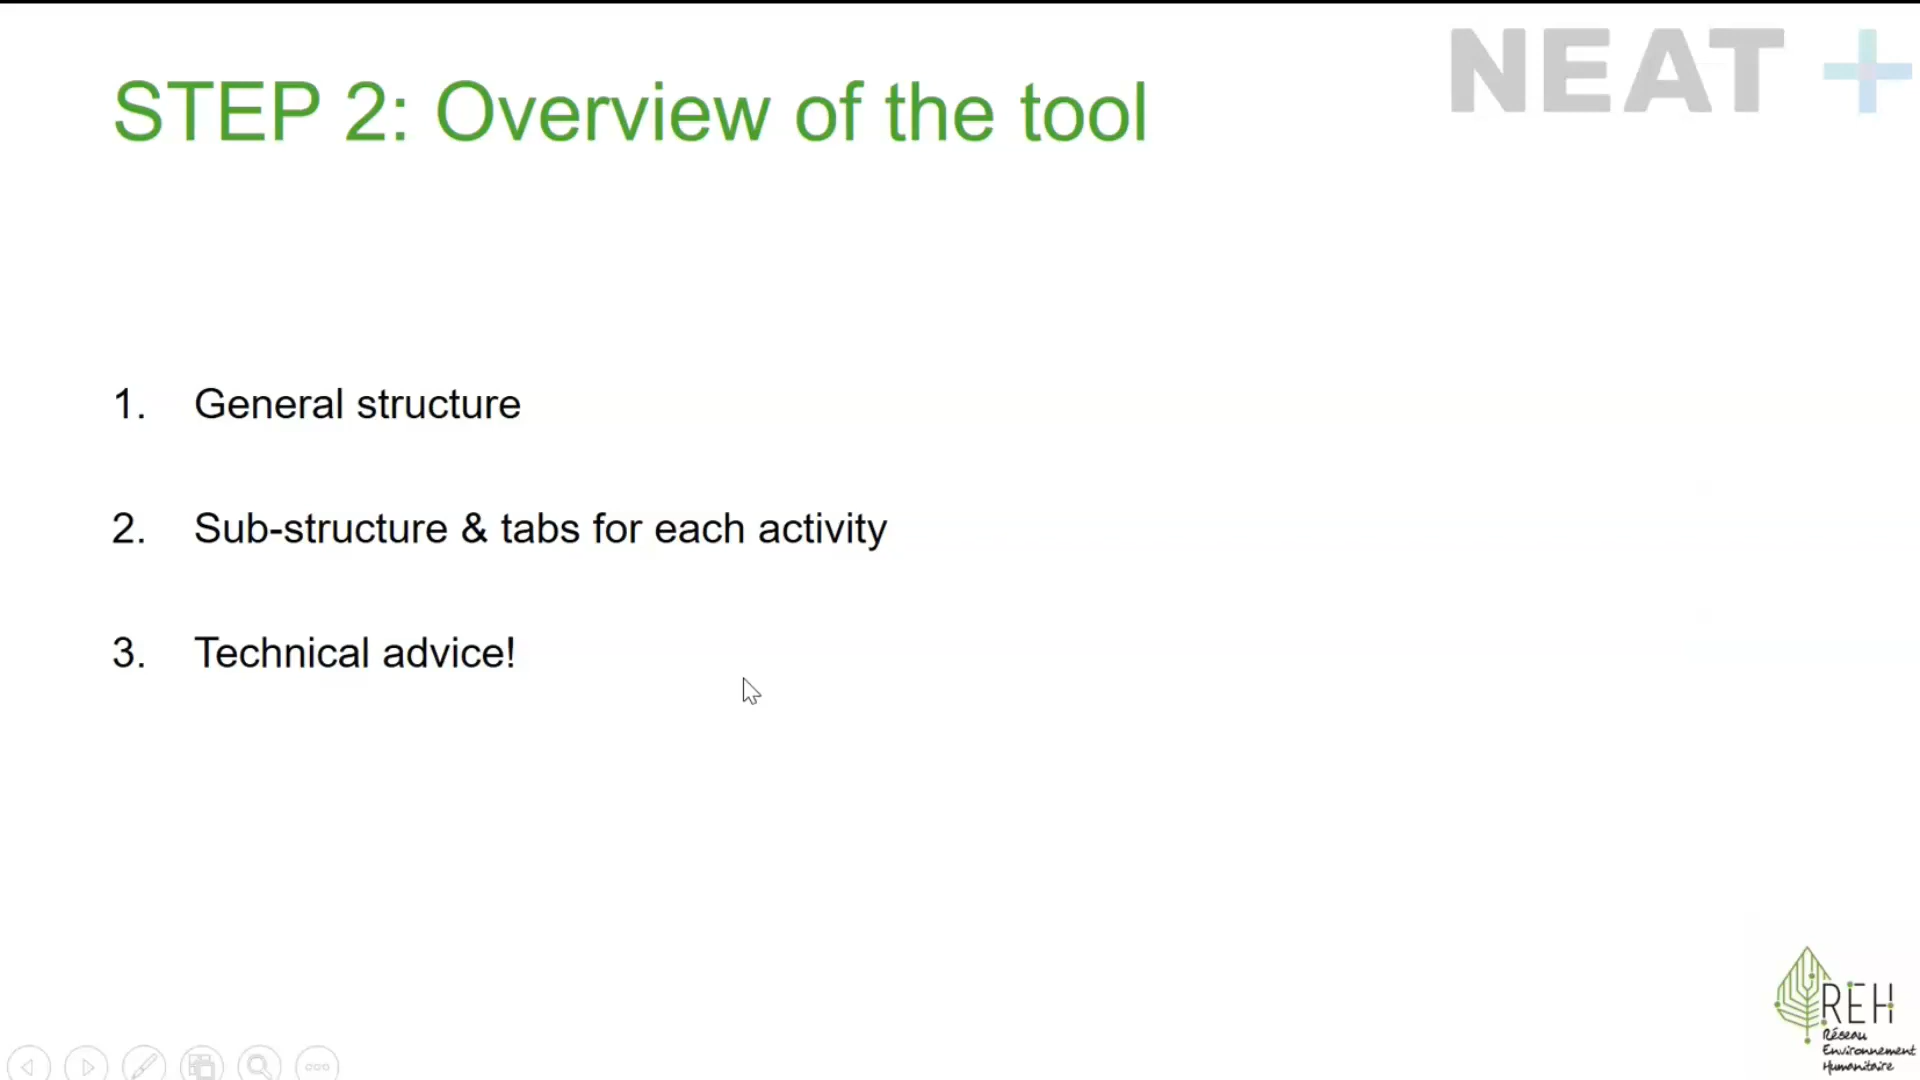 NEAT +
STEP 2: Overview of the tool
1. General structure
2. Sub-structure & tabs for each activity
3. Technical advice!
REH
Réseau
Environnement
Humanitaire